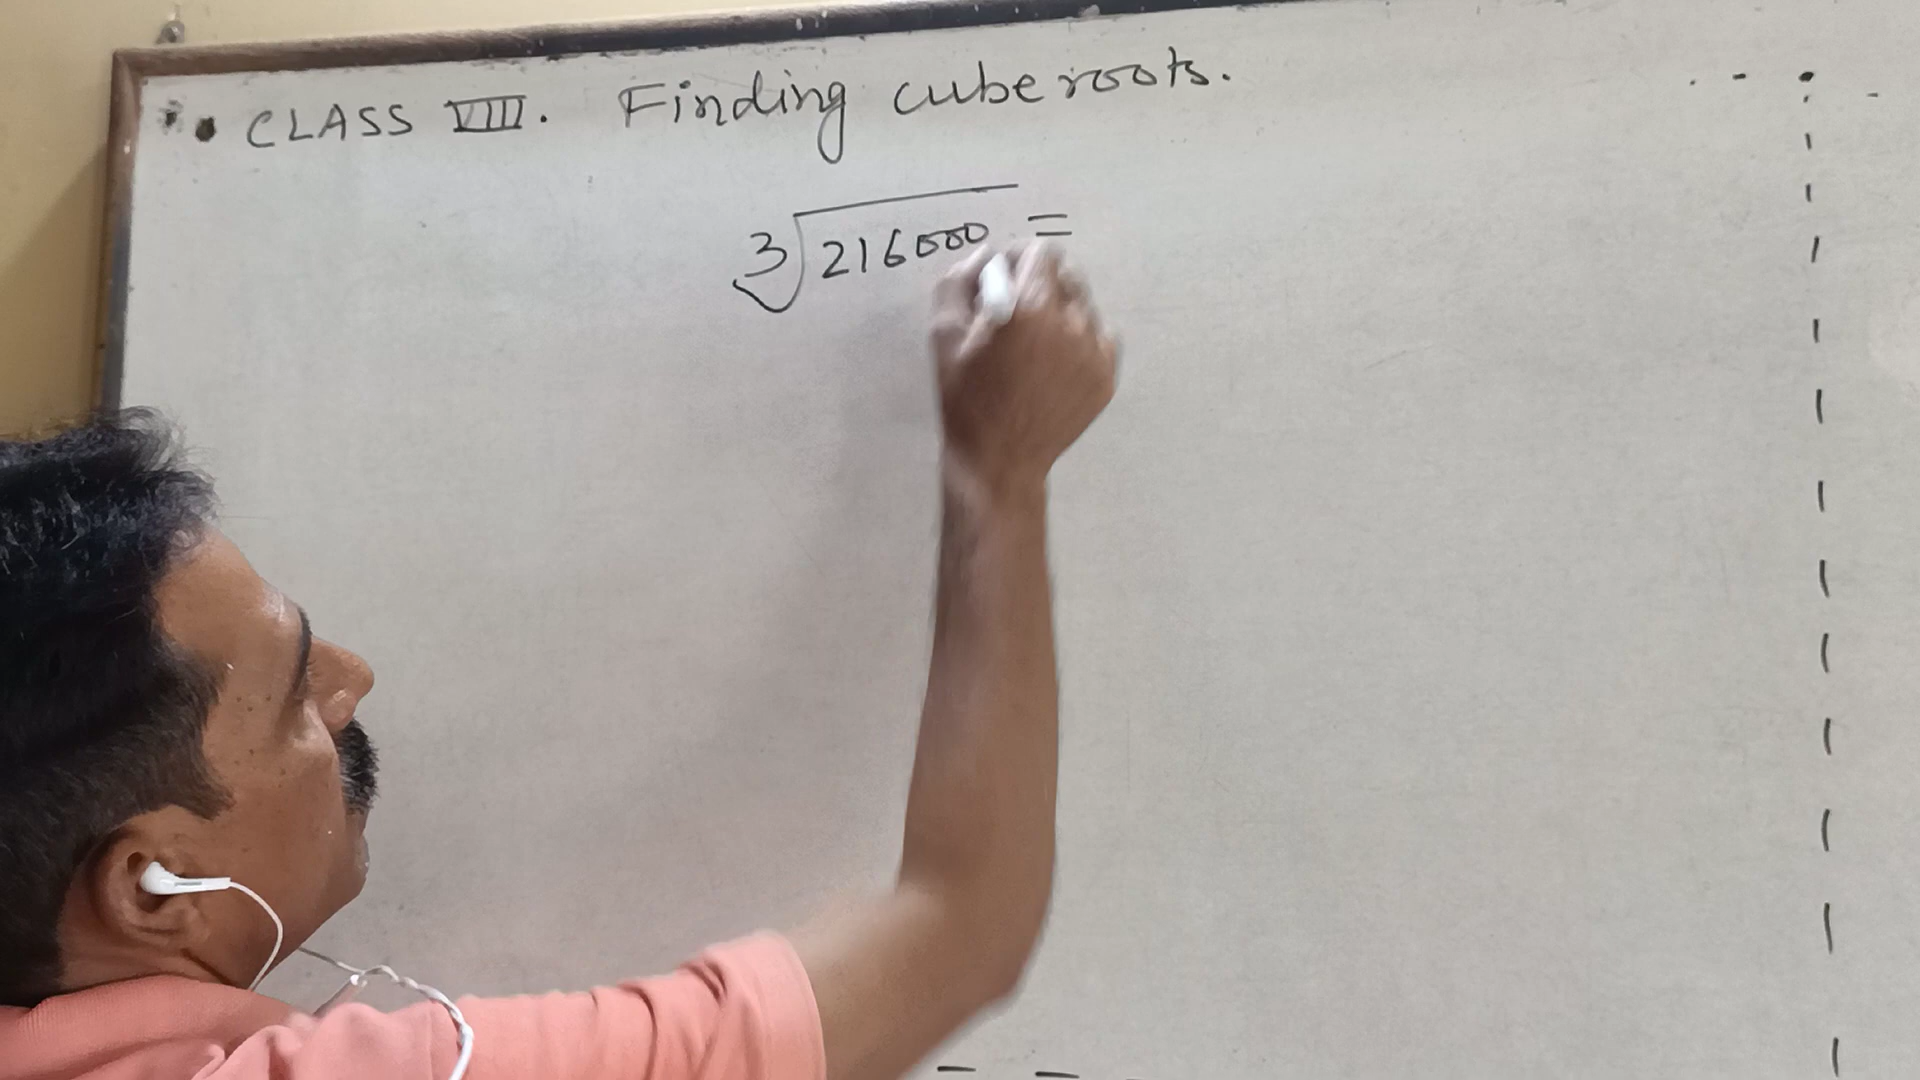 • CLASS VIII. Finding cube roots.
∛216000 =